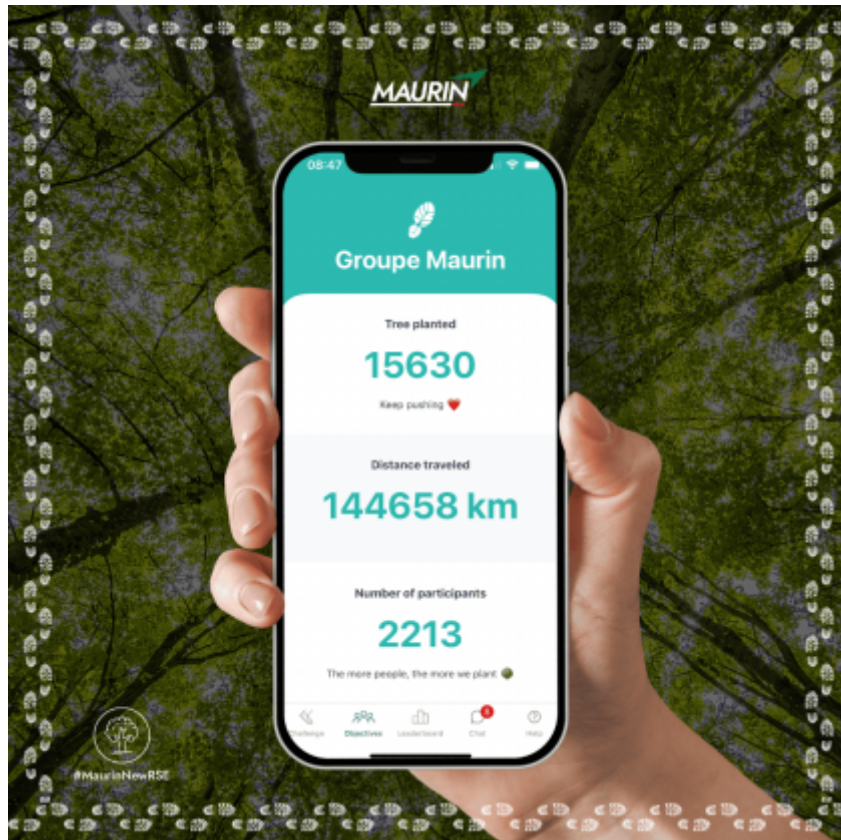 MAURIN
08:47
Groupe Maurin
Tree planted
15630
Keep pushing ❤️
Distance traveled
144658 km
Number of participants
2213
The more people, the more we plant
Challenge Objectives Leaderboard Chat Help
#MaurinNewRSE